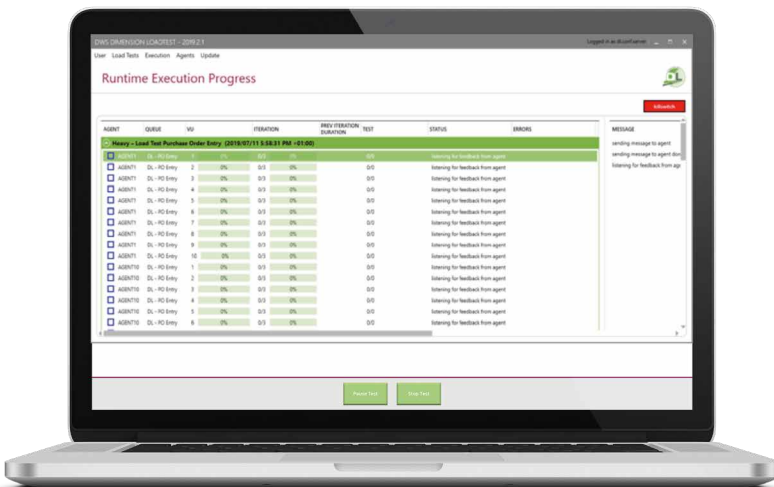 DWS DIMENSION LOADTEST - 2019.2.1
User Load Tests Execution Agents Update
Runtime Execution Progress
DL
killswitch
AGENT QUEUE VU ITERATION PREV ITERATION DURATION TEST STATUS ERRORS MESSAGE
Heavy - Load Test Purchase Order Entry (2019/07/11 5:58:31 PM +01:00)
AGENT1 DL - PO Entry 1 0% 0/3 0% 0/0 listening for feedback from agent
AGENT1 DL - PO Entry 2 0% 0/3 0% 0/0 listening for feedback from agent
AGENT1 DL - PO Entry 3 0% 0/3 0% 0/0 listening for feedback from agent
AGENT1 DL - PO Entry 4 0% 0/3 0% 0/0 listening for feedback from agent
AGENT1 DL - PO Entry 5 0% 0/3 0% 0/0 listening for feedback from agent
AGENT1 DL - PO Entry 6 0% 0/3 0% 0/0 listening for feedback from agent
AGENT1 DL - PO Entry 7 0% 0/3 0% 0/0 listening for feedback from agent
AGENT1 DL - PO Entry 8 0% 0/3 0% 0/0 listening for feedback from agent
AGENT1 DL - PO Entry 9 0% 0/3 0% 0/0 listening for feedback from agent
AGENT1 DL - PO Entry 10 0% 0/3 0% 0/0 listening for feedback from agent
AGENT10 DL - PO Entry 1 0% 0/3 0% 0/0 listening for feedback from agent
AGENT10 DL - PO Entry 2 0% 0/3 0% 0/0 listening for feedback from agent
AGENT10 DL - PO Entry 3 0% 0/3 0% 0/0 listening for feedback from agent
AGENT10 DL - PO Entry 4 0% 0/3 0% 0/0 listening for feedback from agent
AGENT10 DL - PO Entry 5 0% 0/3 0% 0/0 listening for feedback from agent
AGENT10 DL - PO Entry 6 0% 0/3 0% 0/0 listening for feedback from agent
sending message to agent
sending message to agent don
listening for feedback from age
Pause Test Stop Test